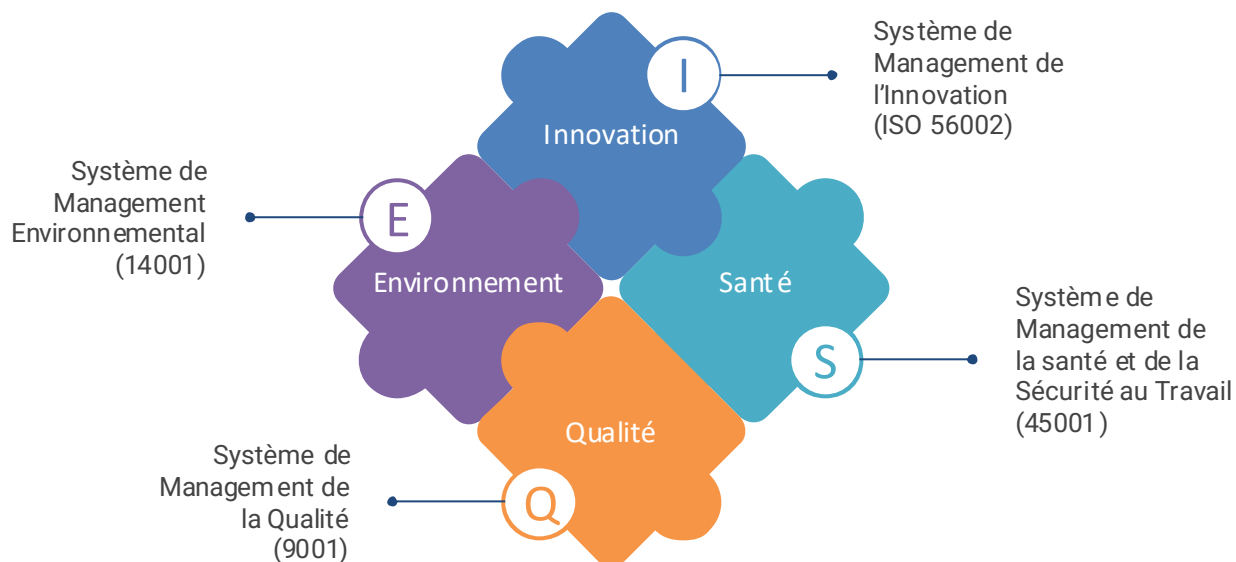 Système de
Management de
l'Innovation
(ISO 56002)
I
Innovation
Système de
Management
Environnemental
(14001)
E
Environnement
Santé
Système de
Management de
la santé et de la
Sécurité au Travail
(45001)
S
Qualité
Système de
Management de
la Qualité
(9001)
Q